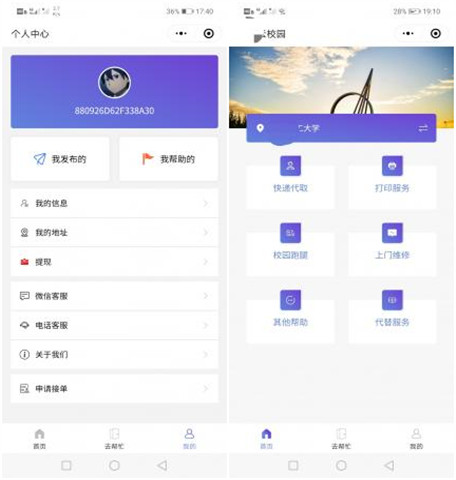 36% 17:40
个人中心
880926D62F338A30
我发布的
我帮助的
我的信息
我的地址
提现
微信客服
电话客服
关于我们
申请接单
首页
去帮忙
我的
28% 19:10
校园
大学
快递代取
打印服务
校园跑腿
上门维修
其他帮助
代替服务
首页
去帮忙
我的